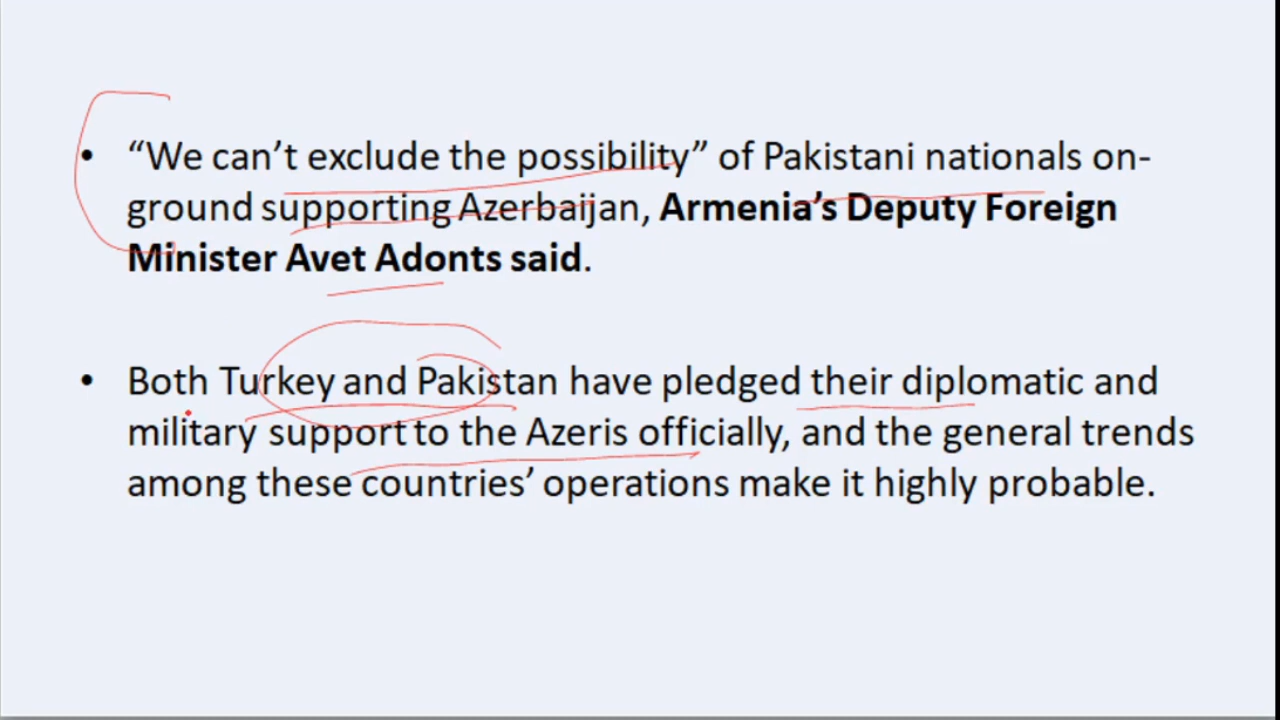 • “We can’t exclude the possibility” of Pakistani nationals on-
ground supporting Azerbaijan, Armenia’s Deputy Foreign
Minister Avet Adonts said.
• Both Turkey and Pakistan have pledged their diplomatic and
military support to the Azeris officially, and the general trends
among these countries’ operations make it highly probable.